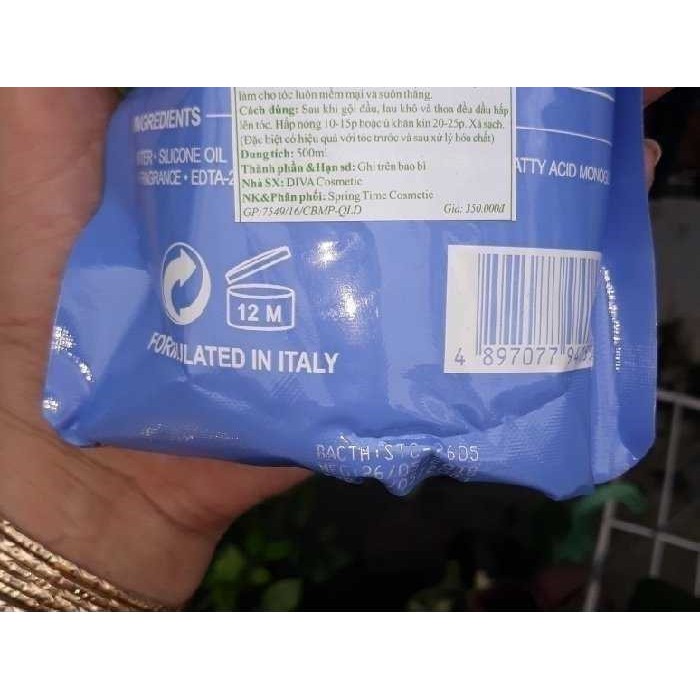 làm cho tóc luôn mềm mại và suôn thẳng.
Cách dùng: Sau khi gội đầu, lau khô và thoa đều dầu hấp
lên tóc. Hấp nóng 10-15p hoặc ủ khăn kín 20-25p. Xả sạch.
(Đặc biệt có hiệu quả với tóc trước và sau xử lý hóa chất)
Dung tích: 500ml
Thành phần & Hạn sd: Ghi trên bao bì
Nhà SX: DIVA Cosmetic
NK&Phân phối: Spring Time Cosmetic
GP:7549/16/CBMP-QLD Giá: 150.000đ
INGREDIENTS
SILICONE OIL
FRAGRANCE • EDTA-2
FATTY ACID
12 M
FORMULATED IN ITALY
4 897077
BACTH: